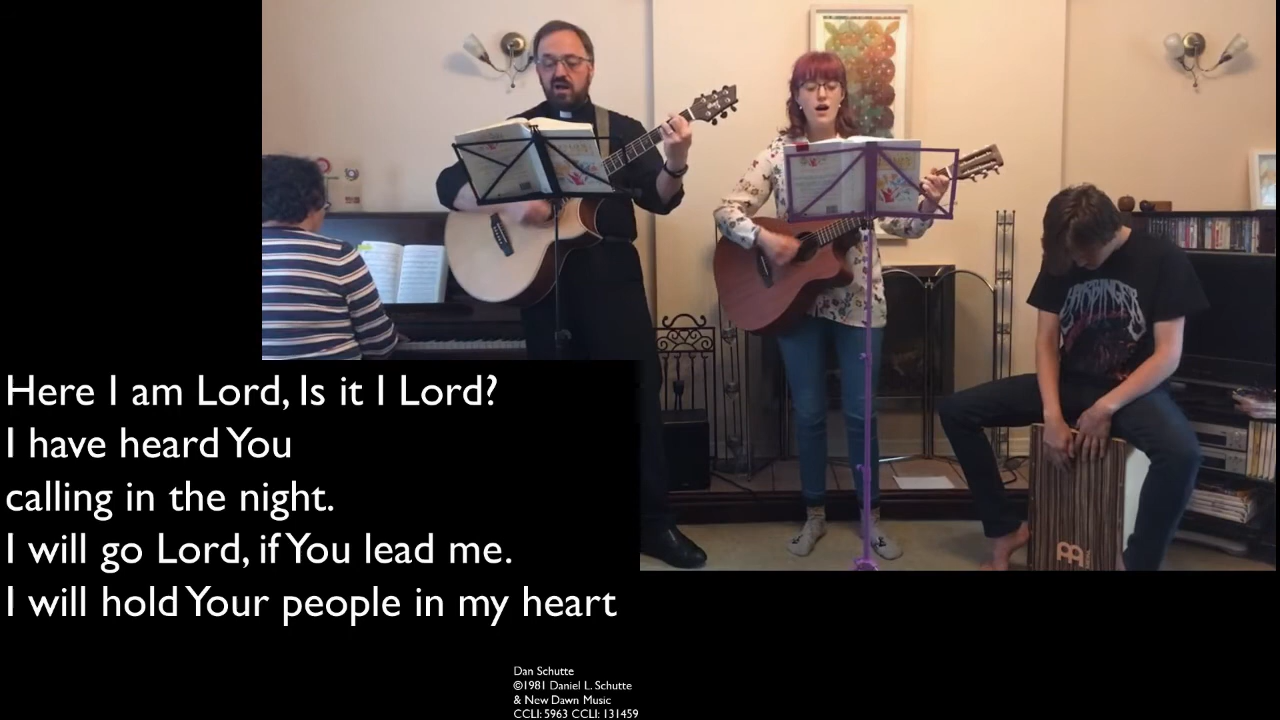 HARBINGER
Here I am Lord, Is it I Lord?
I have heard You
calling in the night.
I will go Lord, if You lead me.
I will hold Your people in my heart
Dan Schutte
©1981 Daniel L. Schutte
& New Dawn Music
CCLI: 5963 CCLI: 131459